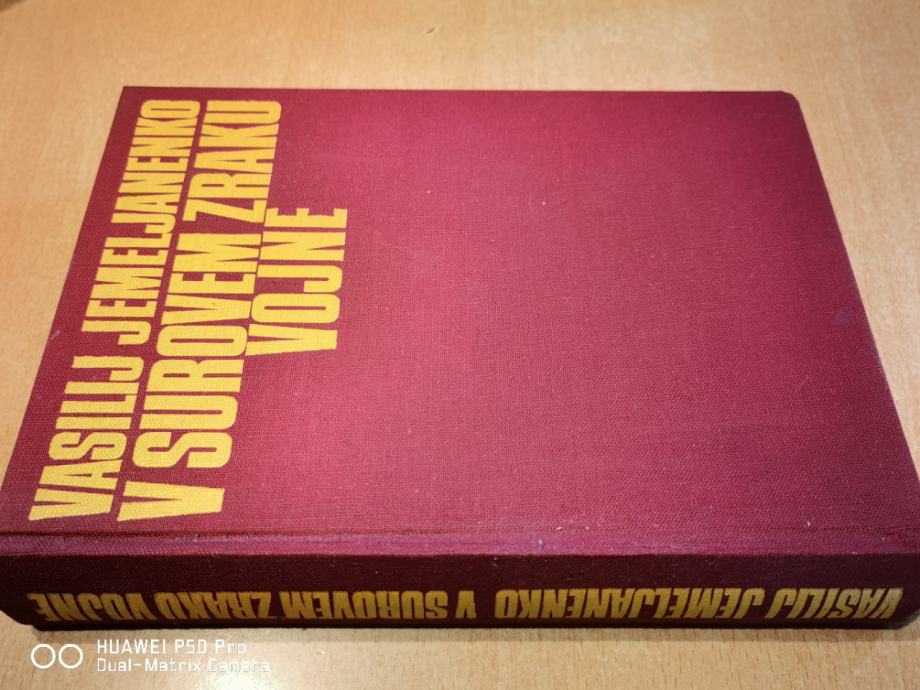 VASILIJ JEMELJANENKO
V SUROVEM ZRAKU
VOJNE
VASILIJ JEMELJANENKO V SUROVEM ZRAKU VOJNE
HUAWEI P50 Pro
Dual-Matrix Camera